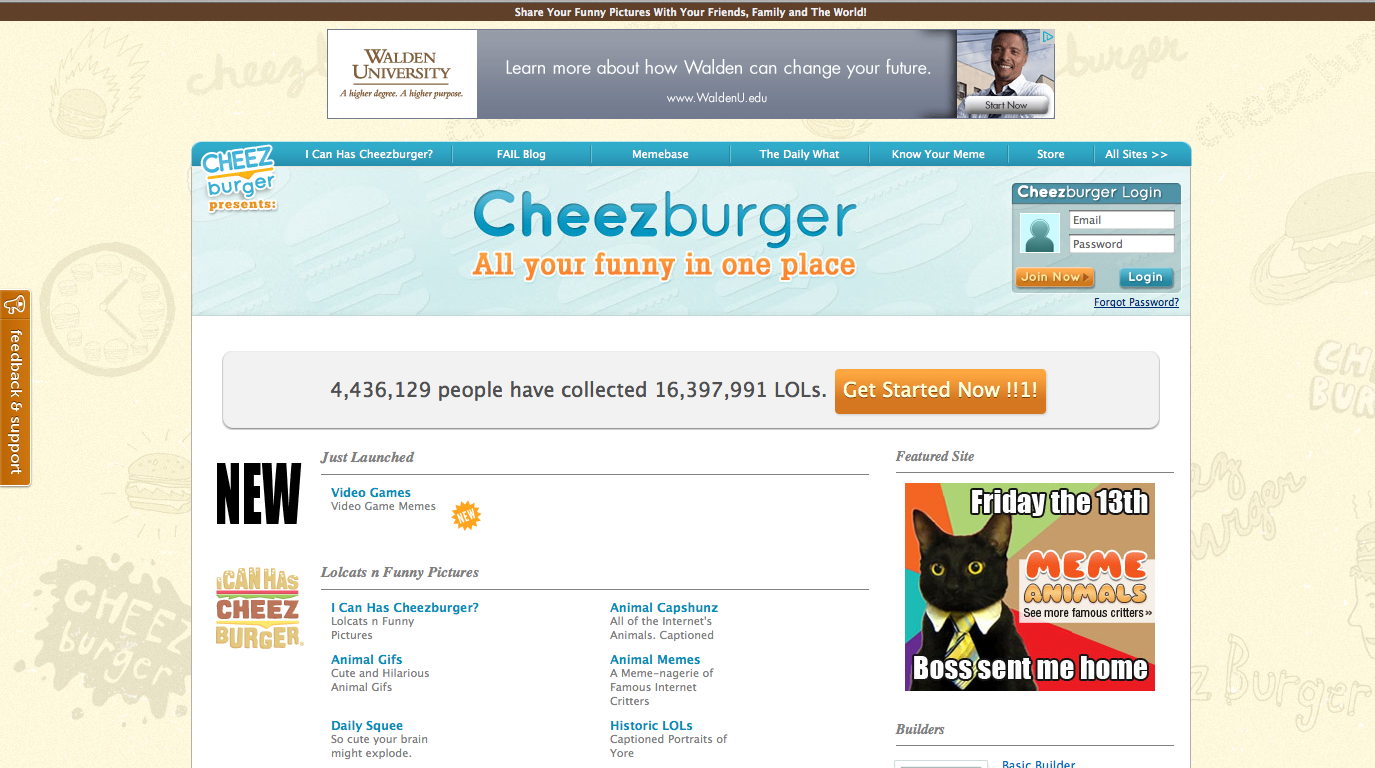 Share Your Funny Pictures With Your Friends, Family and The World!
WALDEN
UNIVERSITY
A higher degree. A higher purpose.
Learn more about how Walden can change your future.
www.WaldenU.edu
Start Now
CHEEZ
burger
presents:
I Can Has Cheezburger?
FAIL Blog
Memebase
The Daily What
Know Your Meme
Store
All Sites >>
Cheezburger
All your funny in one place
Cheezburger Login
Email
Password
Join Now
Login
Forgot Password?
feedback & support
4,436,129 people have collected 16,397,991 LOLs.
Get Started Now !!1!
NEW
Just Launched
Video Games
Video Game Memes
NEW
I CAN HAS
CHEEZ
BURGER
Lolcats n Funny Pictures
I Can Has Cheezburger?
Lolcats n Funny
Pictures
Animal Capshunz
All of the Internet's
Animals. Captioned
Animal Gifs
Cute and Hilarious
Animal Gifs
Animal Memes
A Meme-nagerie of
Famous Internet
Critters
Daily Squee
So cute your brain
might explode.
Historic LOLs
Captioned Portraits of
Yore
Featured Site
Friday the 13th
MEME
ANIMALS
See more famous critters>>
Boss sent me home
Builders
Basic Builder
CHEEZ
burger